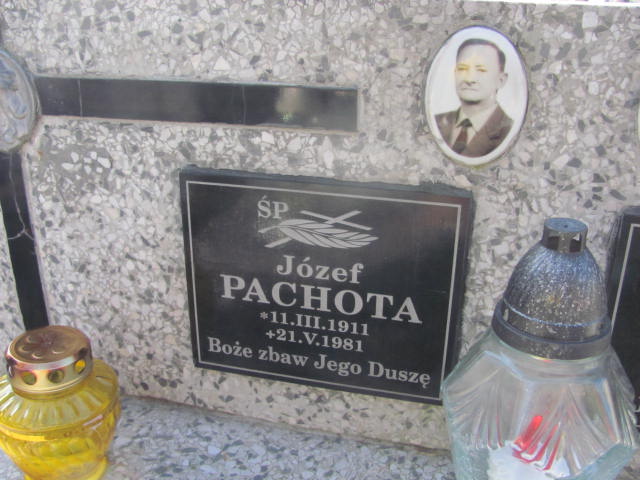 ŚP
Józef
PACHOTA
*11.III.1911
+21.V.1981
Boże zbaw Jego Duszę